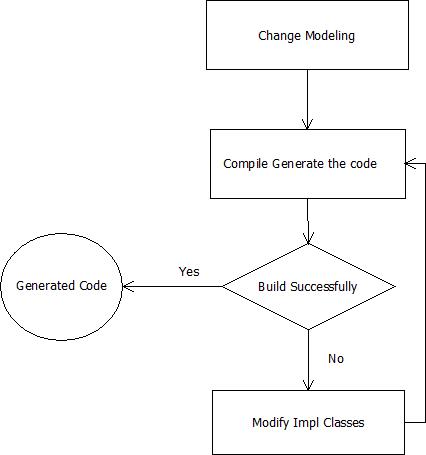 Change Modeling
Compile Generate the code
Yes
Generated Code
Build Successfully
No
Modify Impl Classes